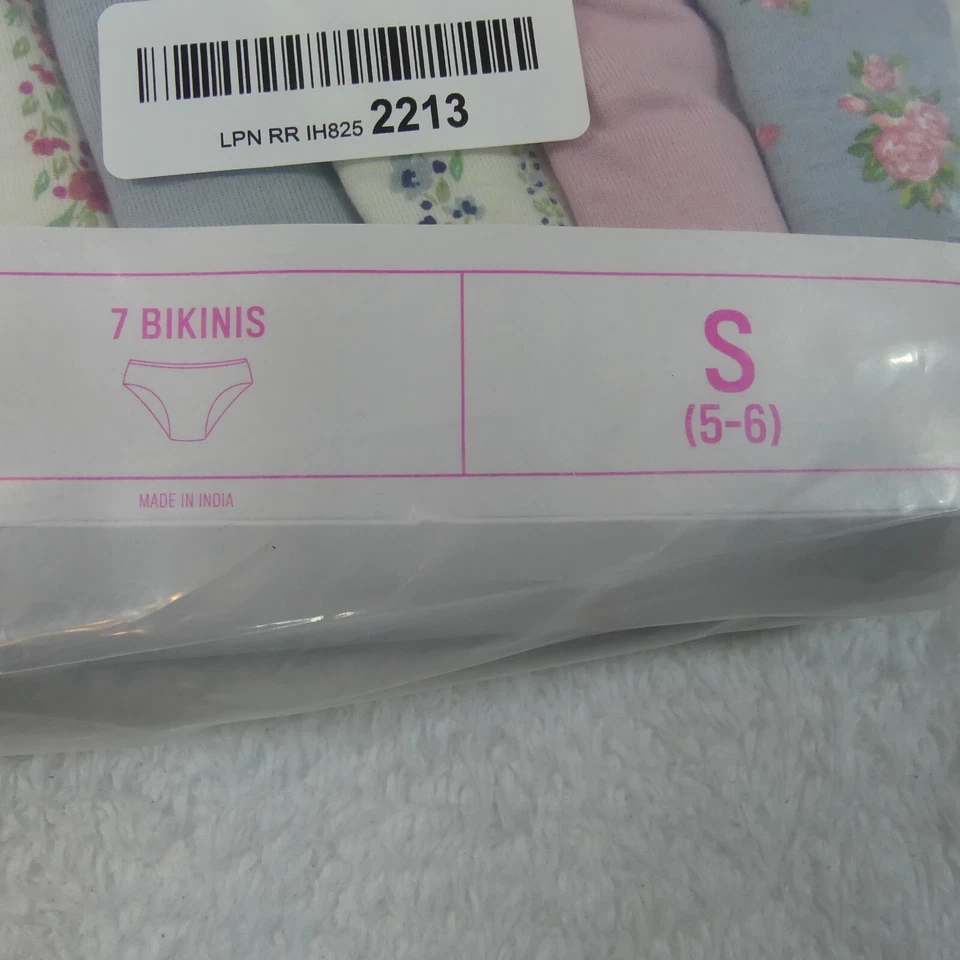 LPN RR IH825 2213
7 BIKINIS
S
(5-6)
MADE IN INDIA